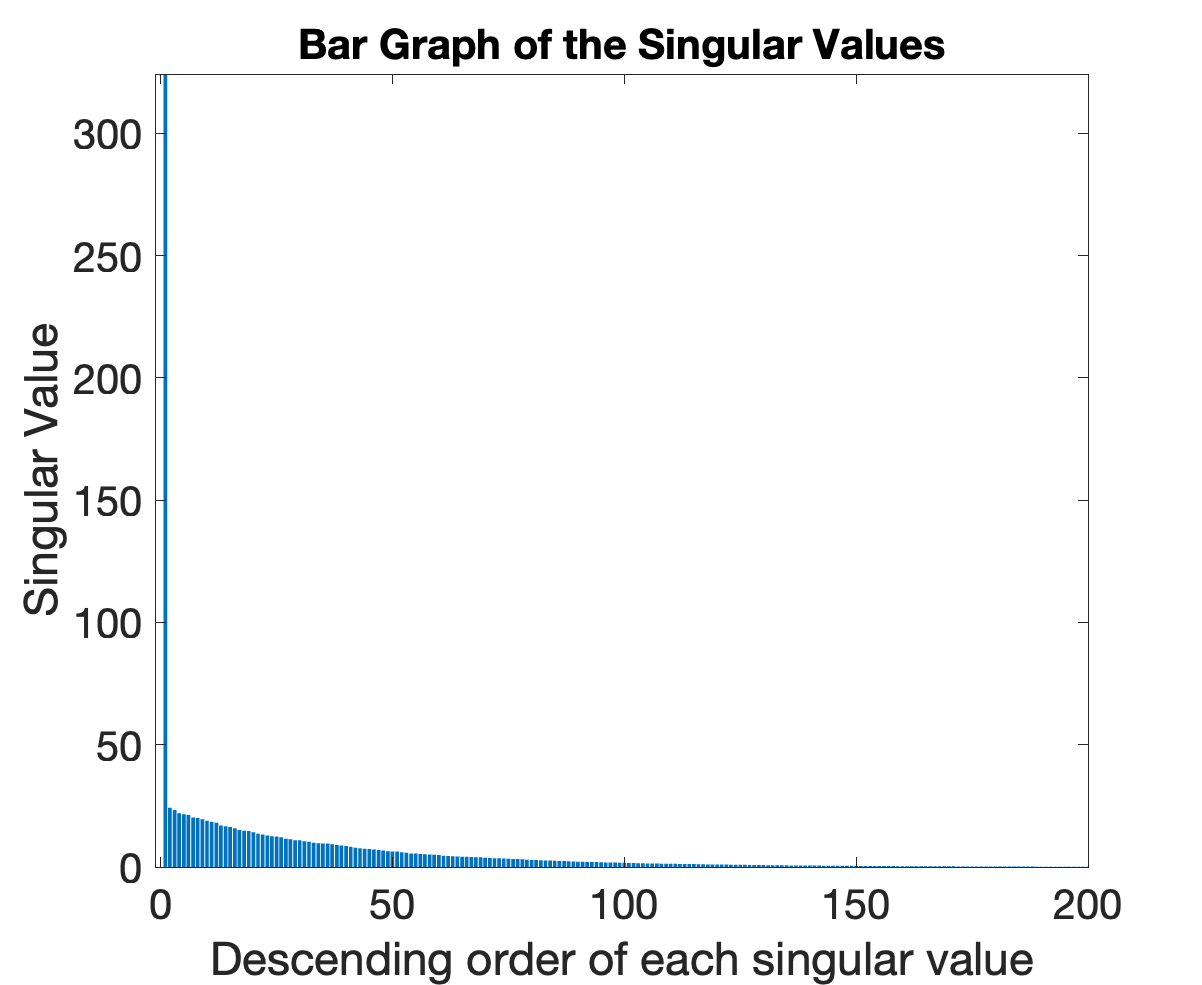 Bar Graph of the Singular Values
300
250
200
150
100
50
0
Singular Value
0 50 100 150 200
Descending order of each singular value